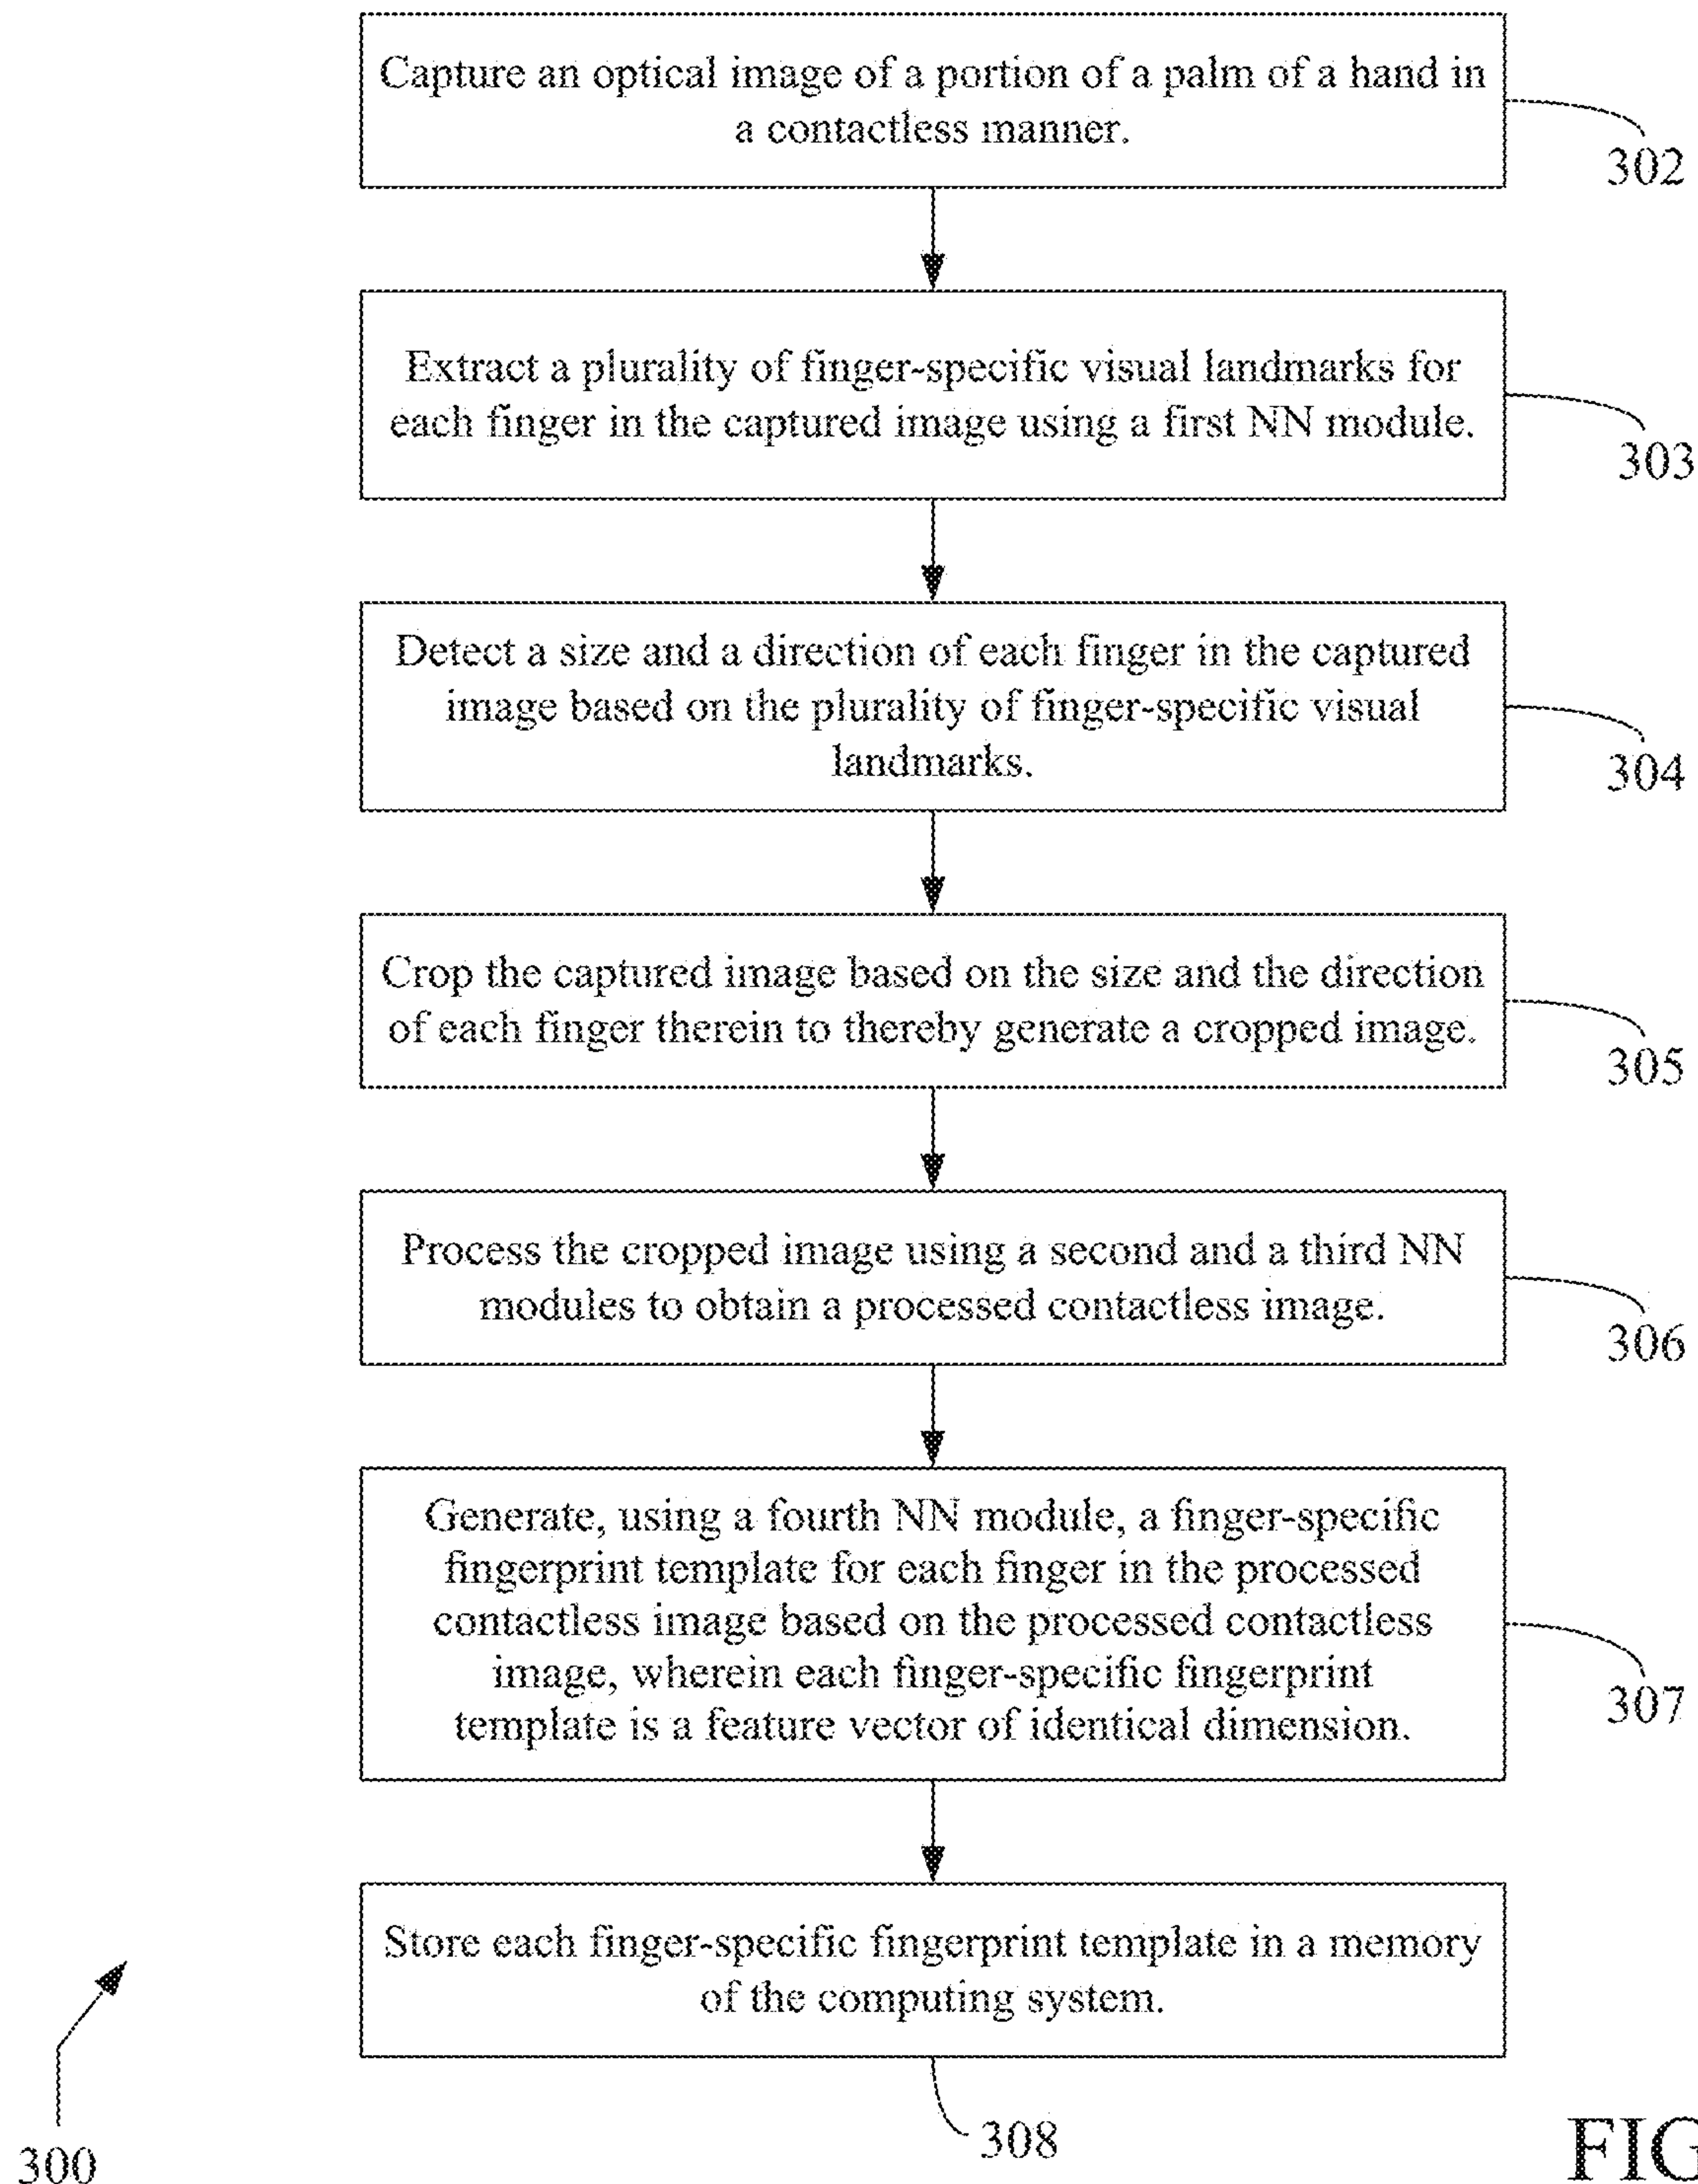 Capture an optical image of a portion of a palm of a hand in
a contactless manner.
302
Extract a plurality of finger-specific visual landmarks for
each finger in the captured image using a first NN module.
303
Detect a size and a direction of each finger in the captured
image based on the plurality of finger-specific visual
landmarks.
304
Crop the captured image based on the size and the direction
of each finger therein to thereby generate a cropped image.
305
Process the cropped image using a second and a third NN
modules to obtain a processed contactless image.
306
Generate, using a fourth NN module, a finger-specific
fingerprint template for each finger in the processed
contactless image based on the processed contactless
image, wherein each finger-specific fingerprint
template is a feature vector of identical dimension.
307
Store each finger-specific fingerprint template in a memory
of the computing system.
308
300
FIG